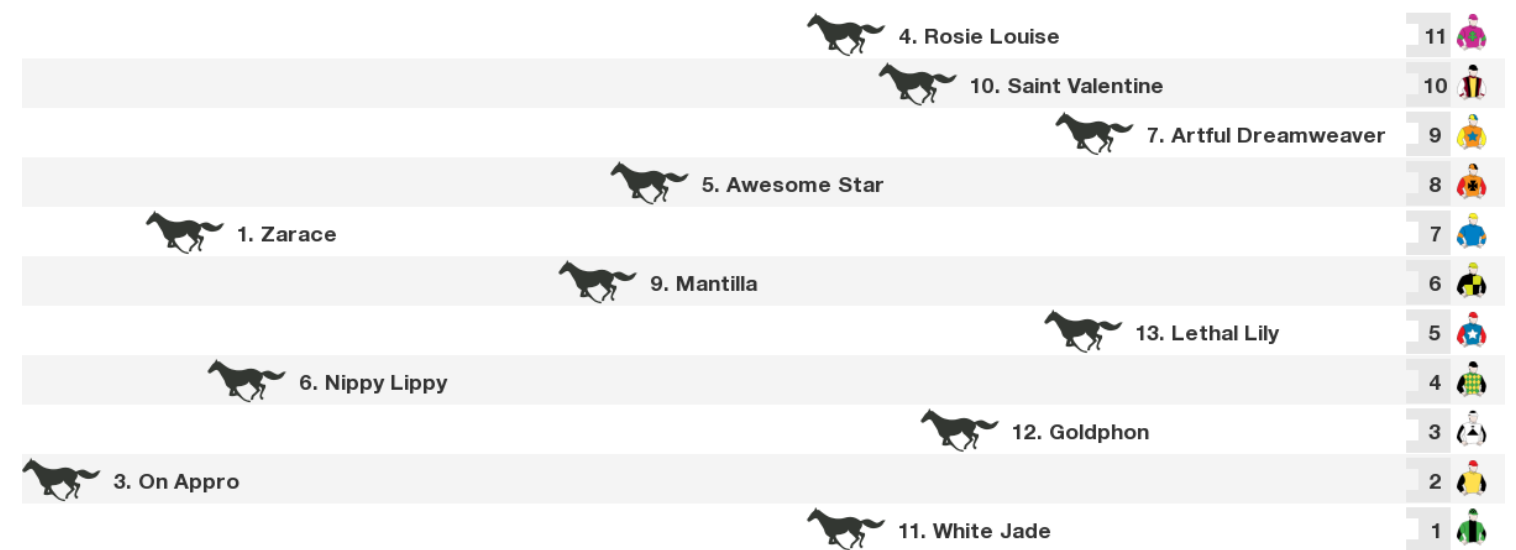 4. Rosie Louise 11
10. Saint Valentine 10
7. Artful Dreamweaver 9
5. Awesome Star 8
1. Zarace 7
9. Mantilla 6
13. Lethal Lily 5
6. Nippy Lippy 4
12. Goldphon 3
3. On Appro 2
11. White Jade 1